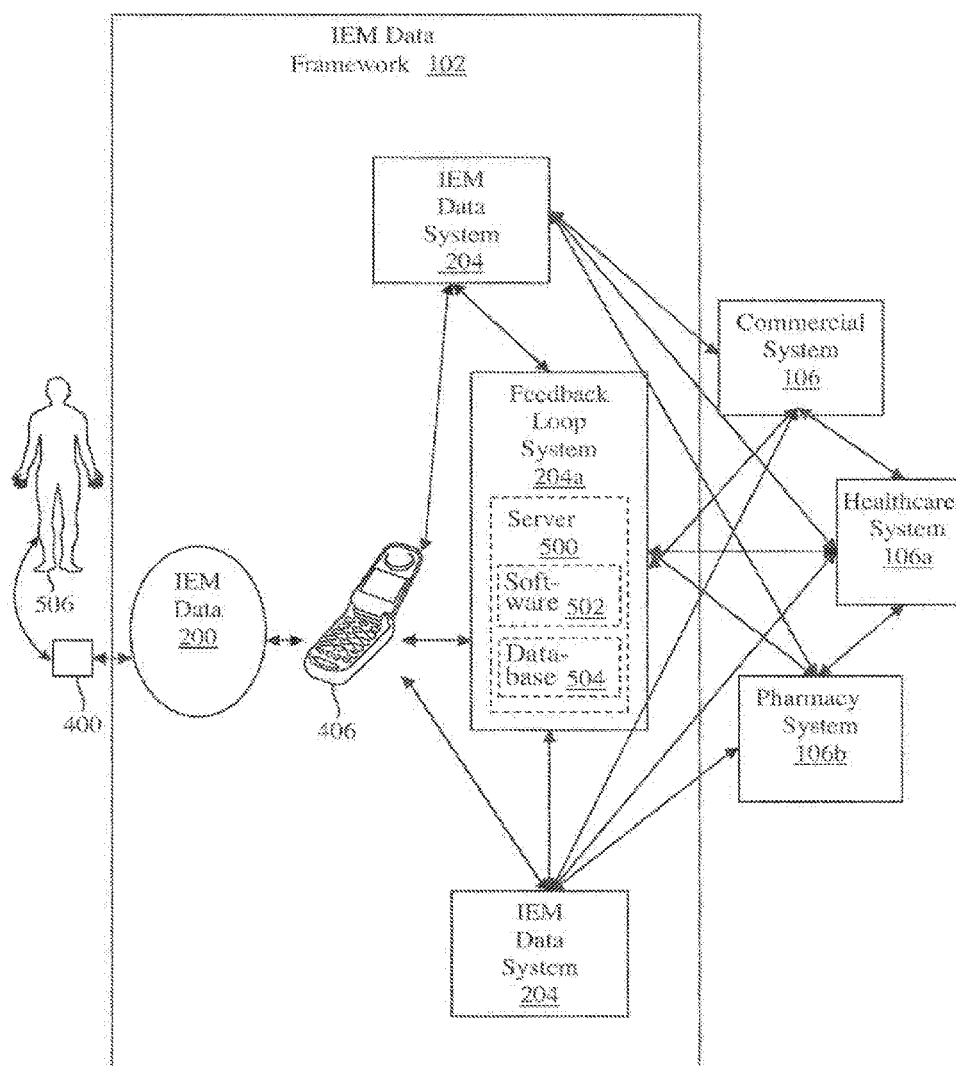 IEM Data
Framework 102
IEM
Data
System
204
Commercial
System
106
Feedback
Loop
System
204a
Healthcare
System
106a
Server
500
Soft-
ware 502
Data-
base 504
IEM
Data
200
506
400
406
Pharmacy
System
106b
IEM
Data
System
204